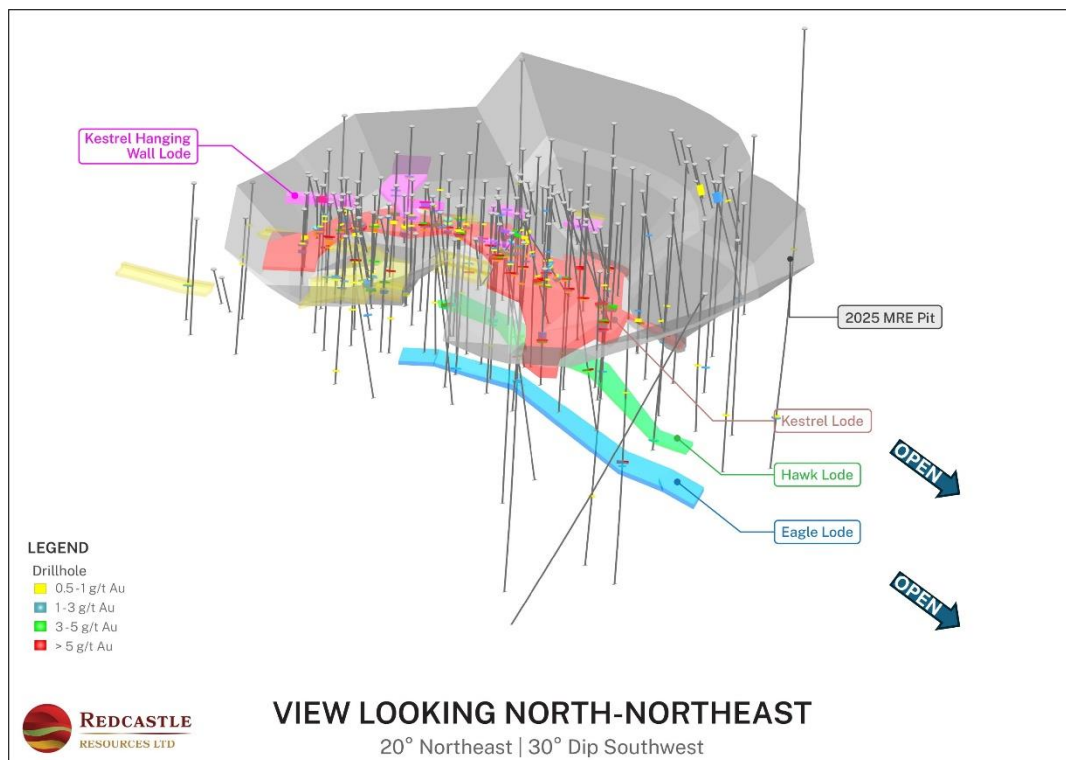 Kestrel Hanging
Wall Lode
2025 MRE Pit
Kestrel Lode
OPEN
Hawk Lode
Eagle Lode
OPEN
LEGEND
Drillhole
0.5-1 g/t Au
1-3 g/t Au
3-5 g/t Au
> 5 g/t Au
REDCASTLE
RESOURCES LTD
VIEW LOOKING NORTH-NORTHEAST
20° Northeast | 30° Dip Southwest